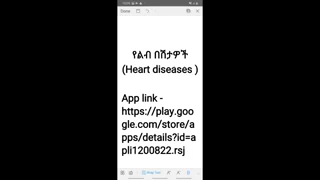 የልብ በሽታዎች
(Heart diseases )
App link -
https://play.goo
gle.com/store/a
pps/details?id=a
pli1200822.rsj